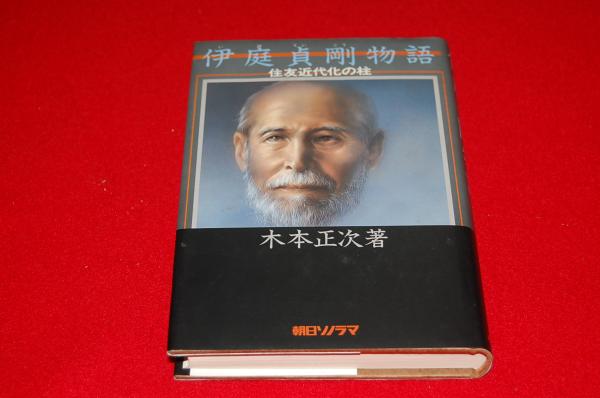 伊庭貞剛物語
住友近代化の柱
木本正次著
朝日ソノラマ